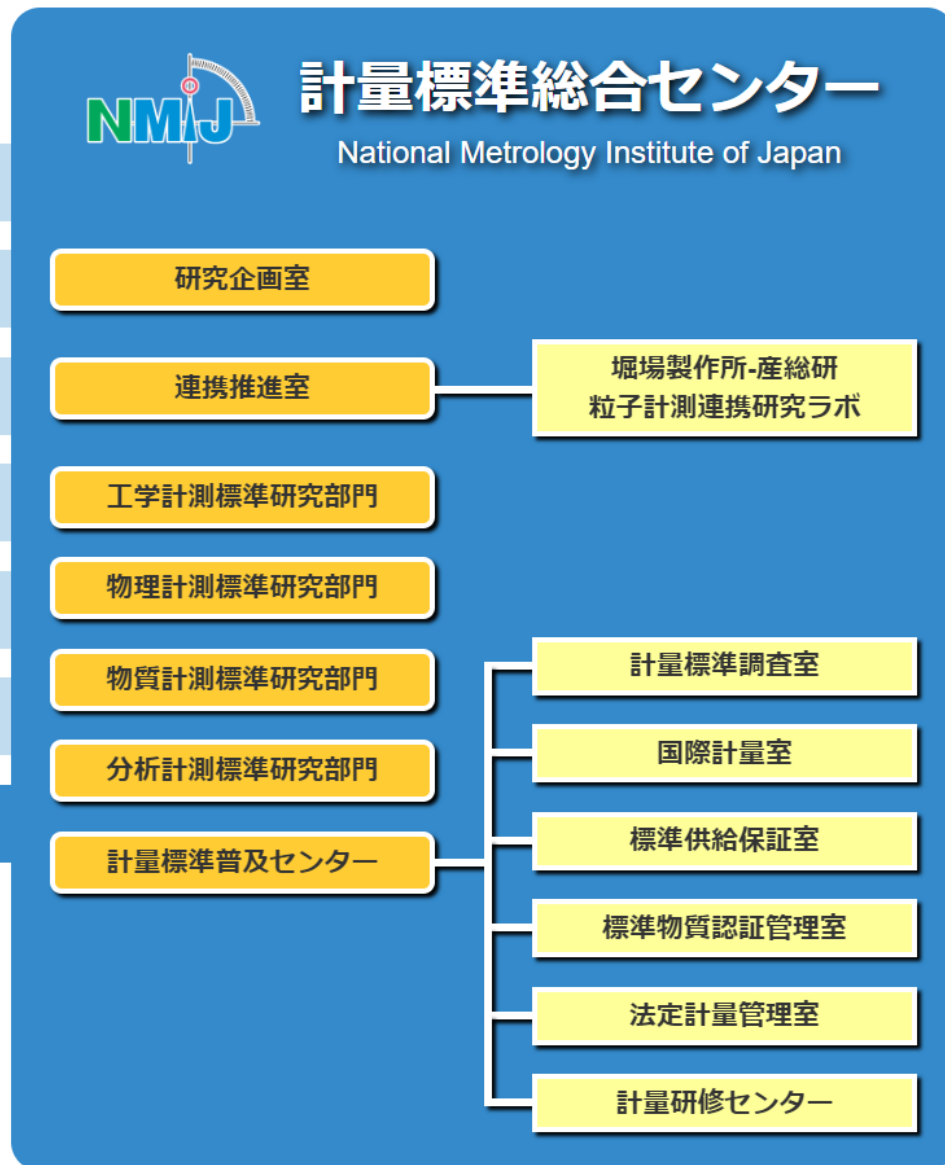 NMIJ
計量標準総合センター
National Metrology Institute of Japan
研究企画室
連携推進室
堀場製作所-産総研
粒子計測連携研究ラボ
工学計測標準研究部門
物理計測標準研究部門
物質計測標準研究部門
分析計測標準研究部門
計量標準普及センター
計量標準調査室
国際計量室
標準供給保証室
標準物質認証管理室
法定計量管理室
計量研修センター